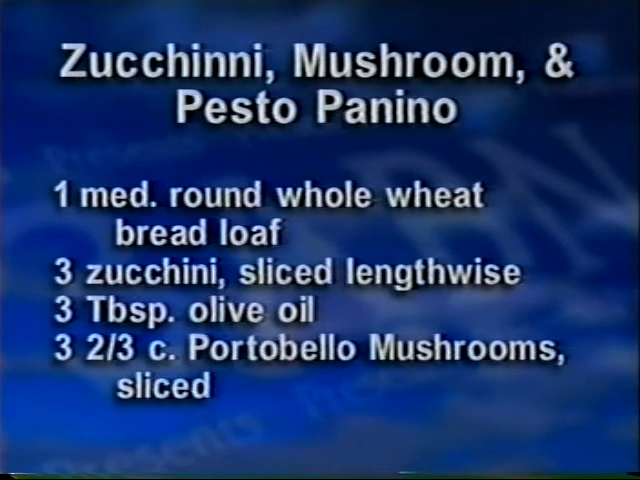 Zucchinni, Mushroom, &
Pesto Panino
1 med. round whole wheat
bread loaf
3 zucchini, sliced lengthwise
3 Tbsp. olive oil
3 2/3 c. Portobello Mushrooms,
sliced
Presents